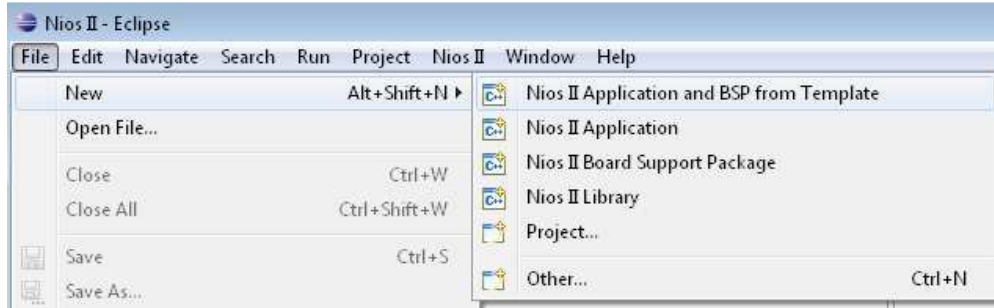 Nios II - Eclipse
File Edit Navigate Search Run Project Nios II Window Help
New Alt+Shift+N
Open File...
Close Ctrl+W
Close All Ctrl+Shift+W
Save Ctrl+S
Save As...
Nios II Application and BSP from Template
Nios II Application
Nios II Board Support Package
Nios II Library
Project...
Other... Ctrl+N